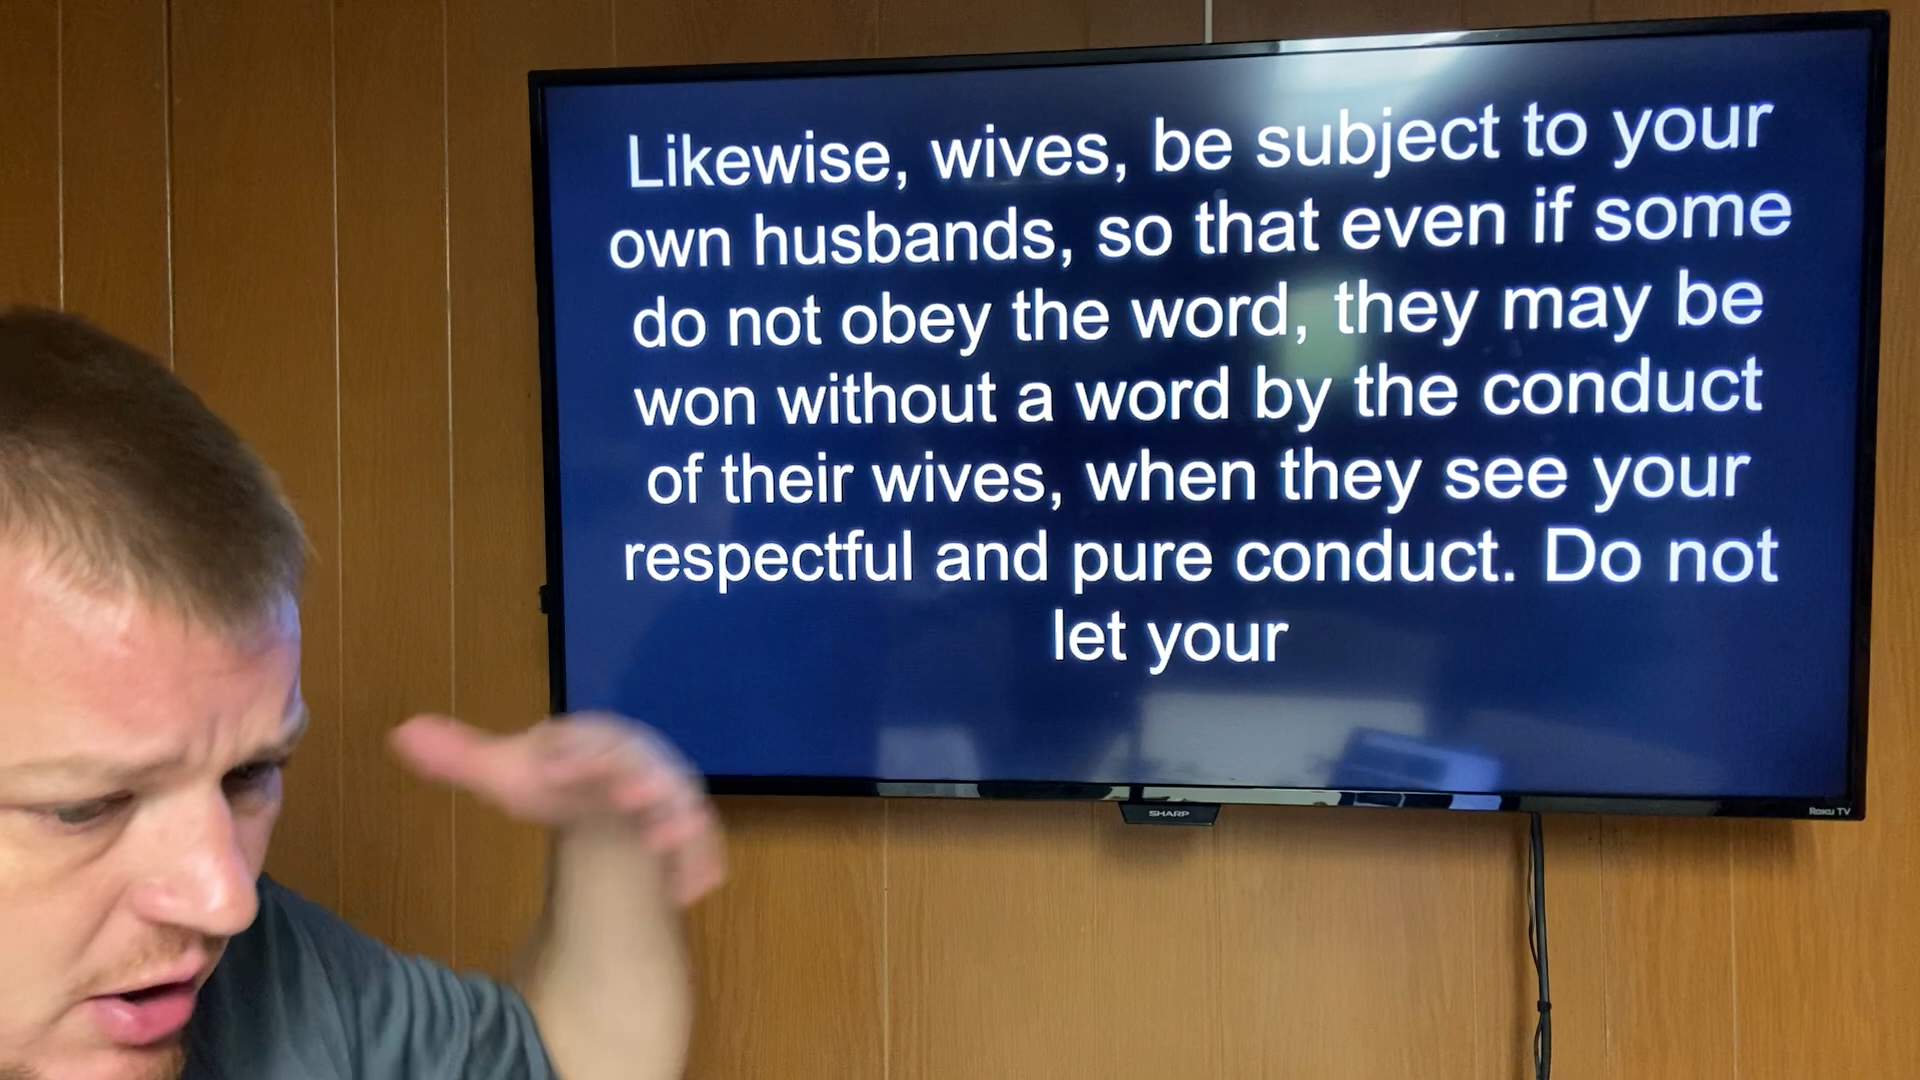 Likewise, wives, be subject to your
own husbands, so that even if some
do not obey the word, they may be
won without a word by the conduct
of their wives, when they see your
respectful and pure conduct. Do not
let your
SHARP
Roku TV